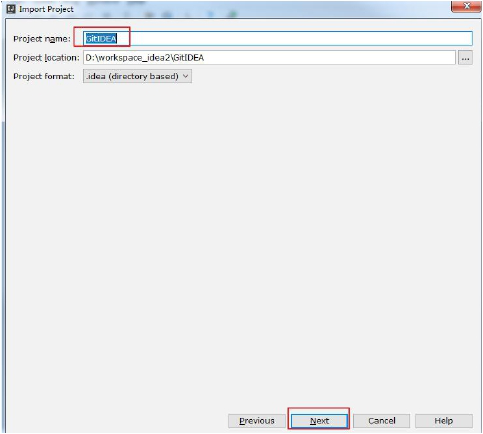 Import Project
Project name: GitIDEA
Project location: D:\workspace_idea2\GitIDEA ...
Project format: .idea (directory based)
Previous Next Cancel Help